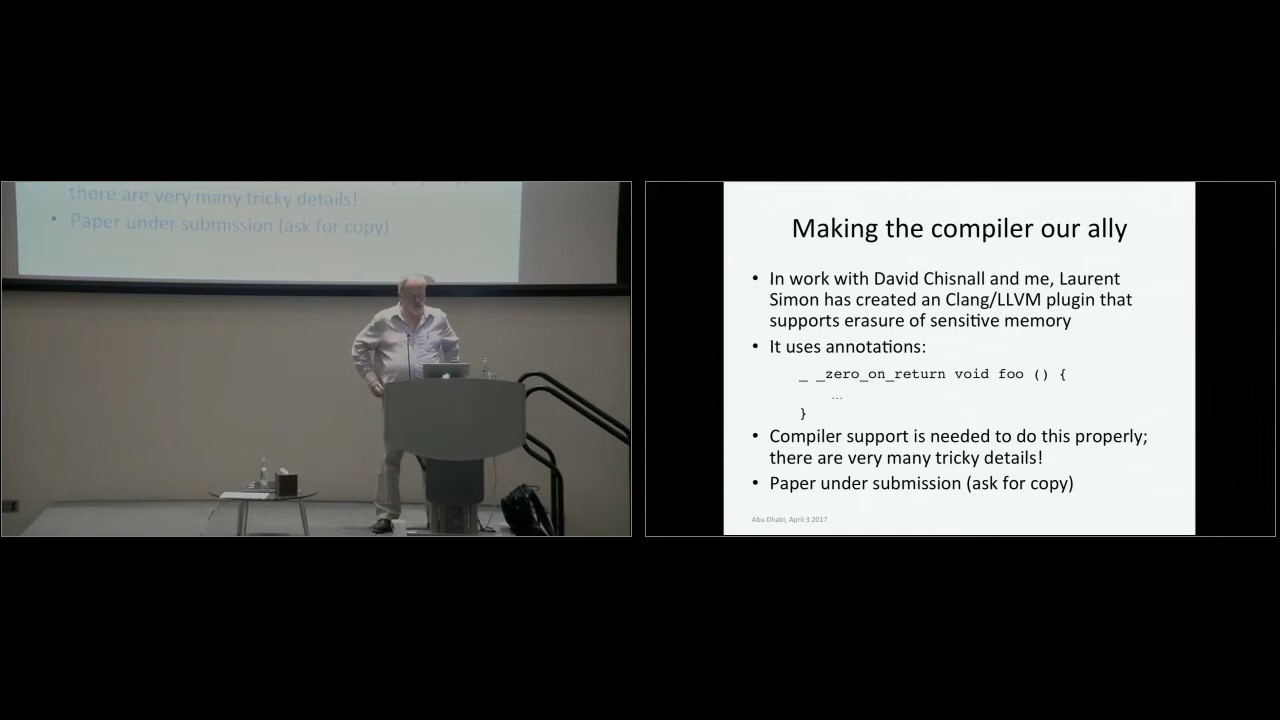 there are very many tricky details!
• Paper under submission (ask for copy)
Making the compiler our ally
• In work with David Chisnall and me, Laurent
Simon has created an Clang/LLVM plugin that
supports erasure of sensitive memory
• It uses annotations:
_ _zero_on_return void foo () {
…
}
• Compiler support is needed to do this properly;
there are very many tricky details!
• Paper under submission (ask for copy)
Abu Dhabi, April 3 2017